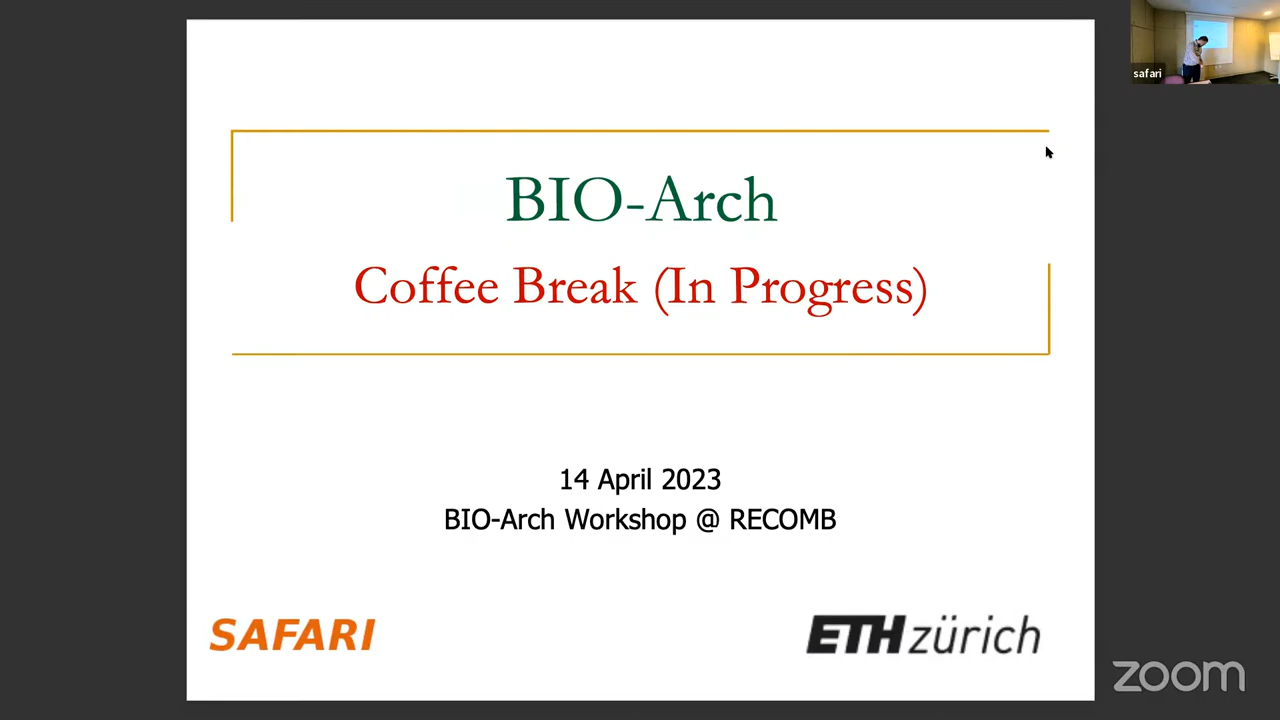 safari
BIO-Arch
Coffee Break (In Progress)
14 April 2023
BIO-Arch Workshop @ RECOMB
SAFARI
ETH zürich
zoom